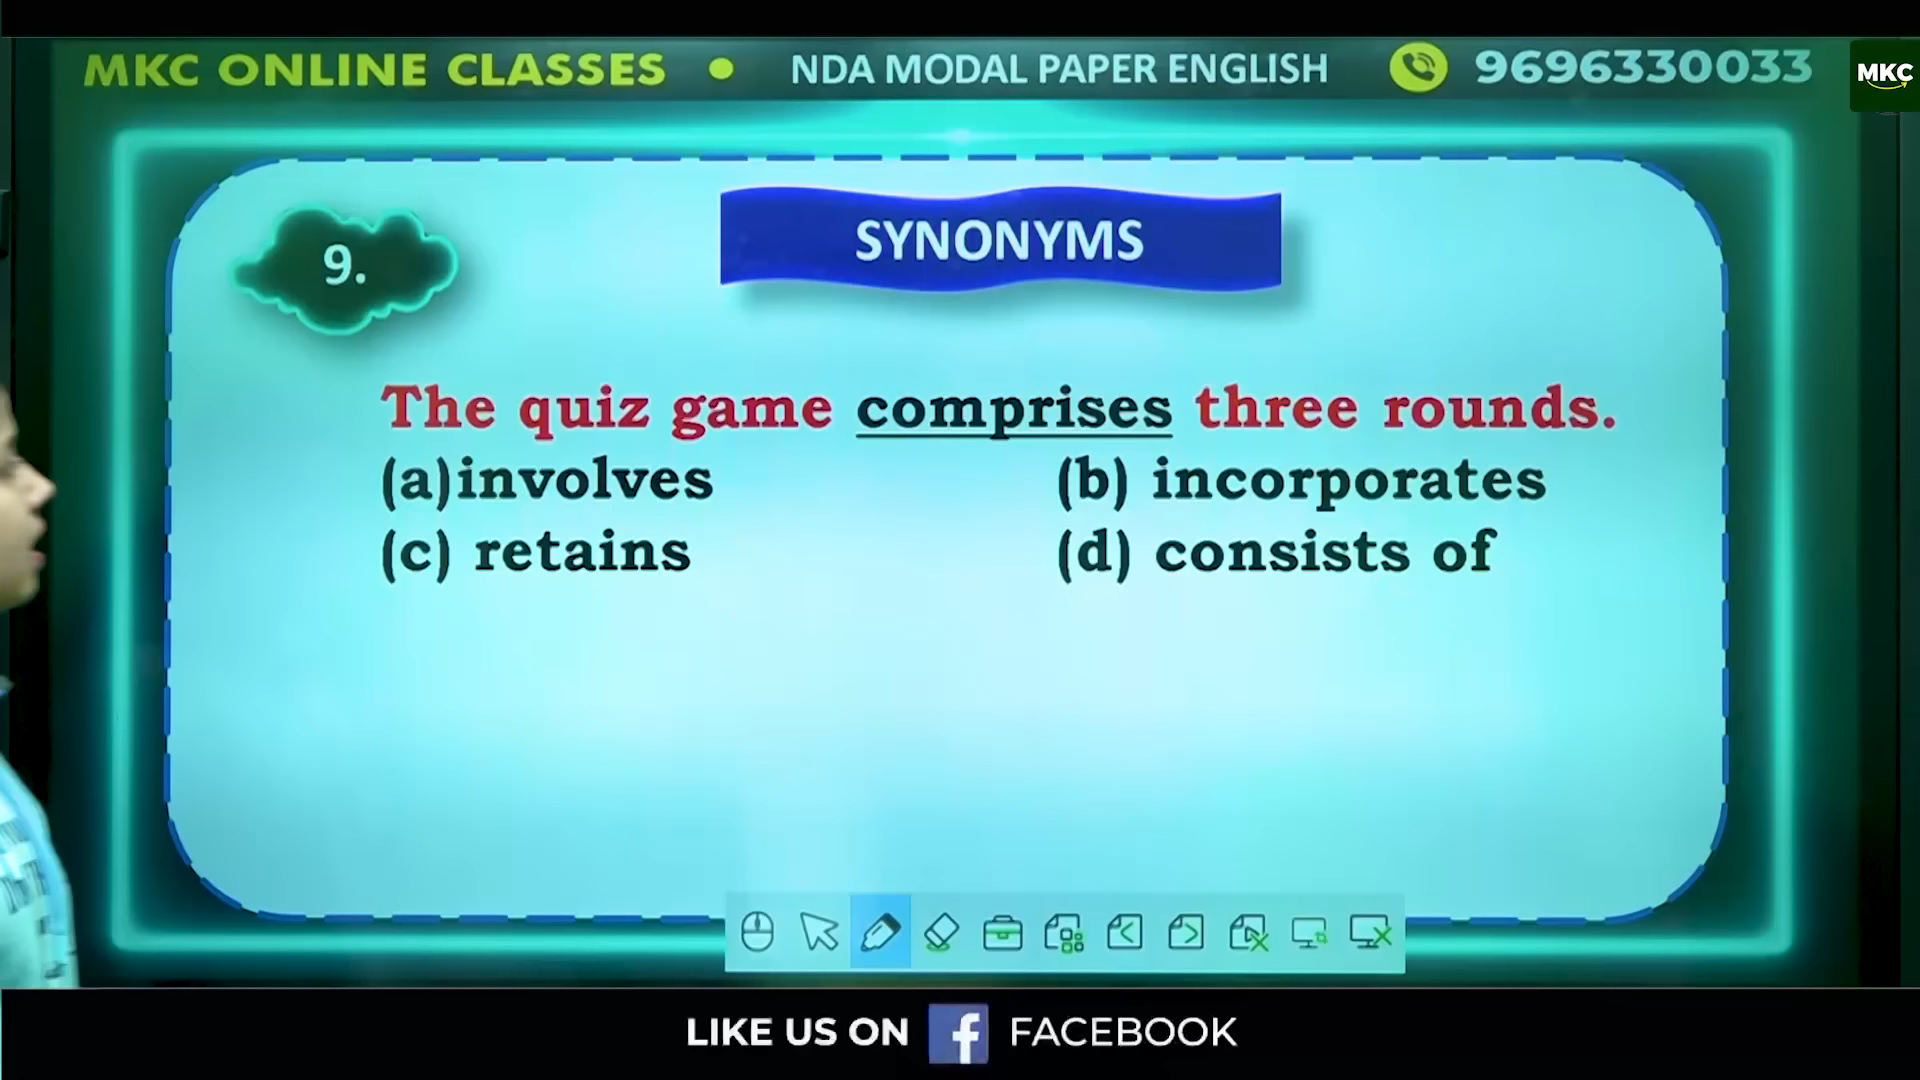 MKC ONLINE CLASSES • NDA MODAL PAPER ENGLISH 9696330033
MKC
SYNONYMS
9.
The quiz game comprises three rounds.
(a)involves (b) incorporates
(c) retains (d) consists of
LIKE US ON f FACEBOOK